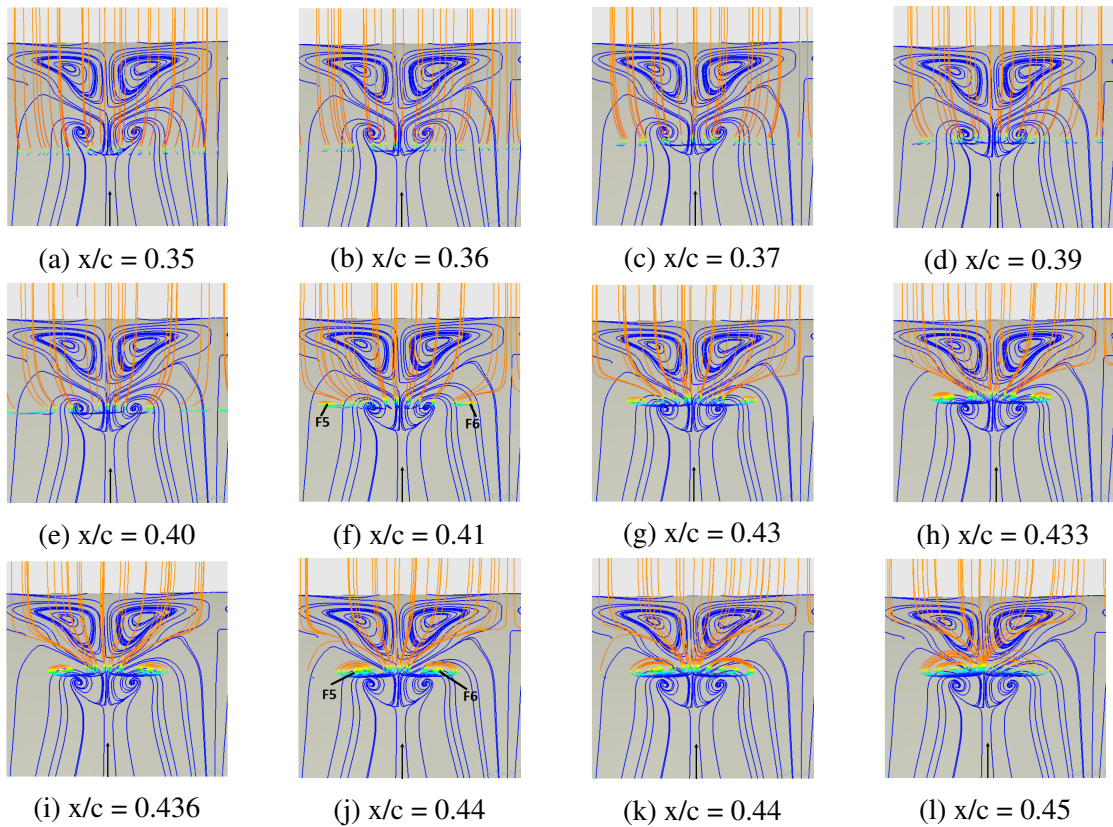 (a) x/c = 0.35
(b) x/c = 0.36
(c) x/c = 0.37
(d) x/c = 0.39
F5
F6
(e) x/c = 0.40
(f) x/c = 0.41
(g) x/c = 0.43
(h) x/c = 0.433
F5
F6
(i) x/c = 0.436
(j) x/c = 0.44
(k) x/c = 0.44
(l) x/c = 0.45